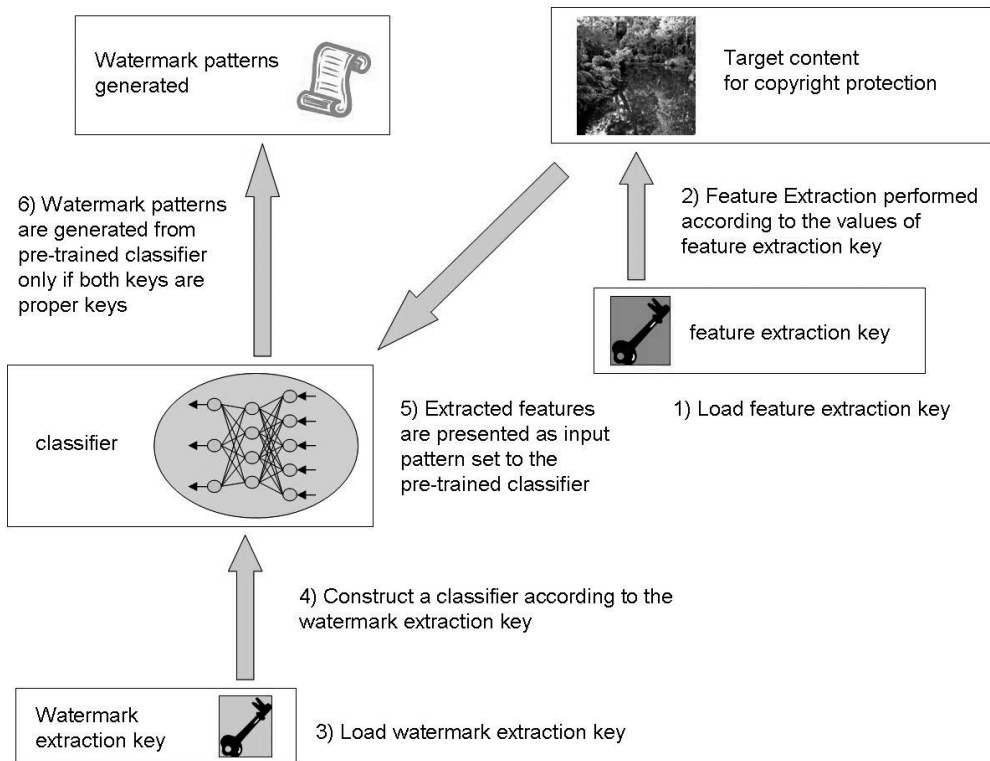 Watermark patterns
generated
Target content
for copyright protection
6) Watermark patterns
are generated from
pre-trained classifier
only if both keys are
proper keys
2) Feature Extraction performed
according to the values of
feature extraction key
feature extraction key
1) Load feature extraction key
classifier
5) Extracted features
are presented as input
pattern set to the
pre-trained classifier
4) Construct a classifier according to the
watermark extraction key
Watermark
extraction key
3) Load watermark extraction key